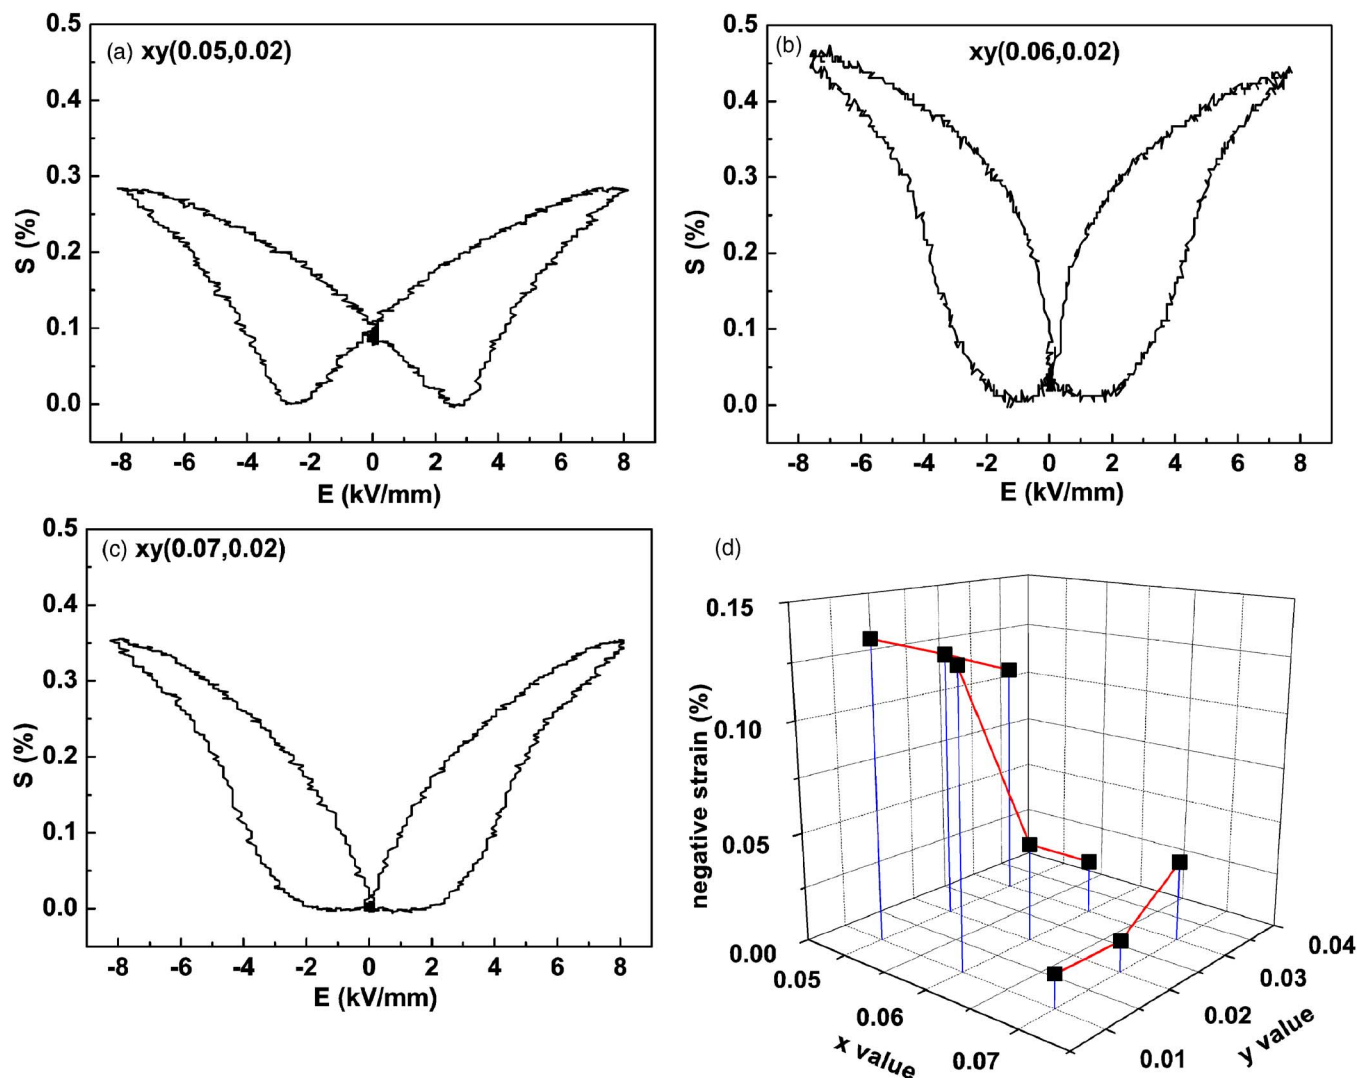 (a) xy(0.05,0.02)
0.5
0.4
0.3
0.2
0.1
0.0
S (%)
-8 -6 -4 -2 0 2 4 6 8
E (kV/mm)
(b) xy(0.06,0.02)
0.5
0.4
0.3
0.2
0.1
0.0
S (%)
-8 -6 -4 -2 0 2 4 6 8
E (kV/mm)
(c) xy(0.07,0.02)
0.5
0.4
0.3
0.2
0.1
0.0
S (%)
-8 -6 -4 -2 0 2 4 6 8
E (kV/mm)
(d)
0.15
0.10
0.05
0.00
negative strain (%)
0.05
0.06
0.07
x value
0.01
0.02
0.03
0.04
y value